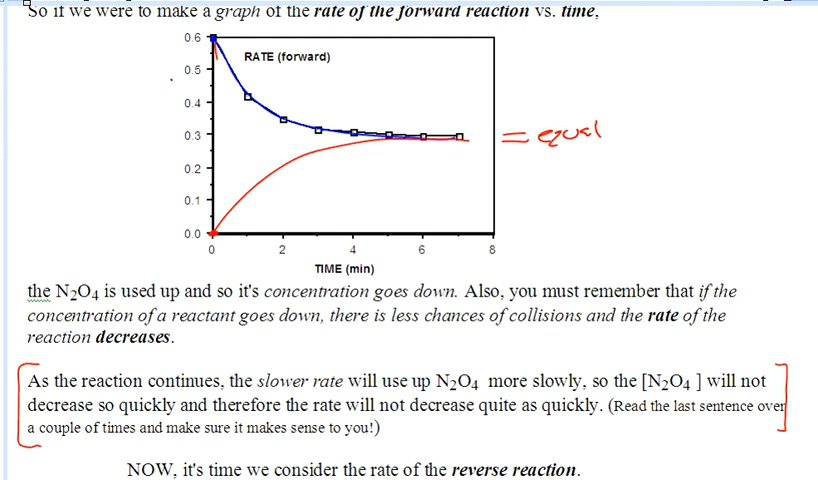 So if we were to make a graph of the rate of the forward reaction vs. time,
0.6
RATE (forward)
0.5
0.4
0.3
= equal
0.2
0.1
0.0
0 2 4 6 8
TIME (min)
the N2O4 is used up and so it's concentration goes down. Also, you must remember that if the
concentration of a reactant goes down, there is less chances of collisions and the rate of the
reaction decreases.
As the reaction continues, the slower rate will use up N2O4 more slowly, so the [N2O4 ] will not
decrease so quickly and therefore the rate will not decrease quite as quickly. (Read the last sentence over
a couple of times and make sure it makes sense to you!)
NOW, it's time we consider the rate of the reverse reaction.